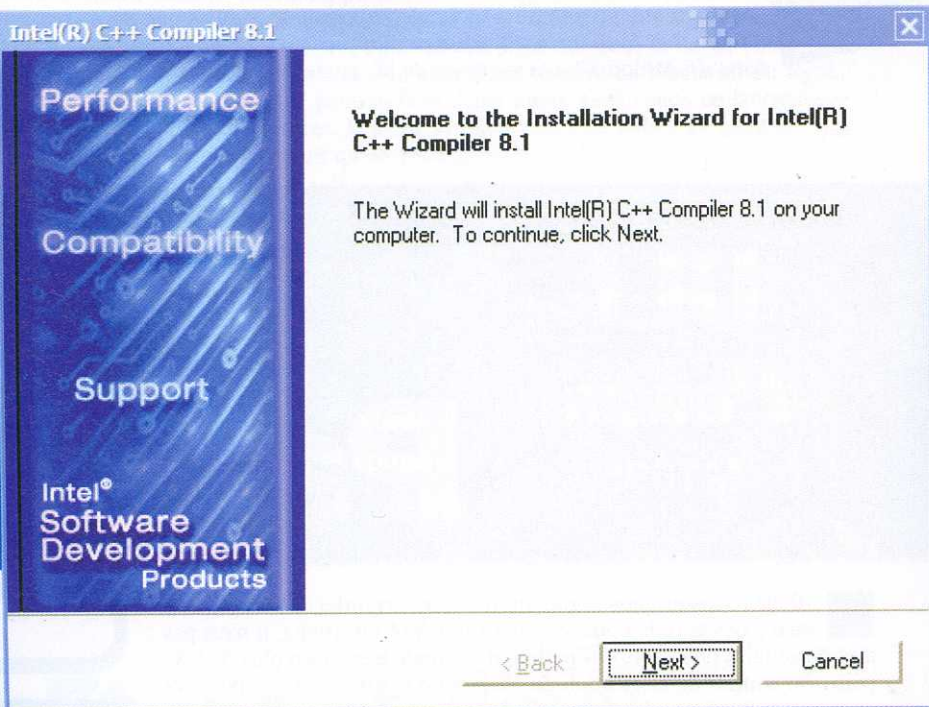 Intel(R) C++ Compiler 8.1
Performance
Compatibility
Support
Intel®
Software
Development
Products
Welcome to the Installation Wizard for Intel(R)
C++ Compiler 8.1
The Wizard will install Intel(R) C++ Compiler 8.1 on your
computer. To continue, click Next.
< Back
Next >
Cancel